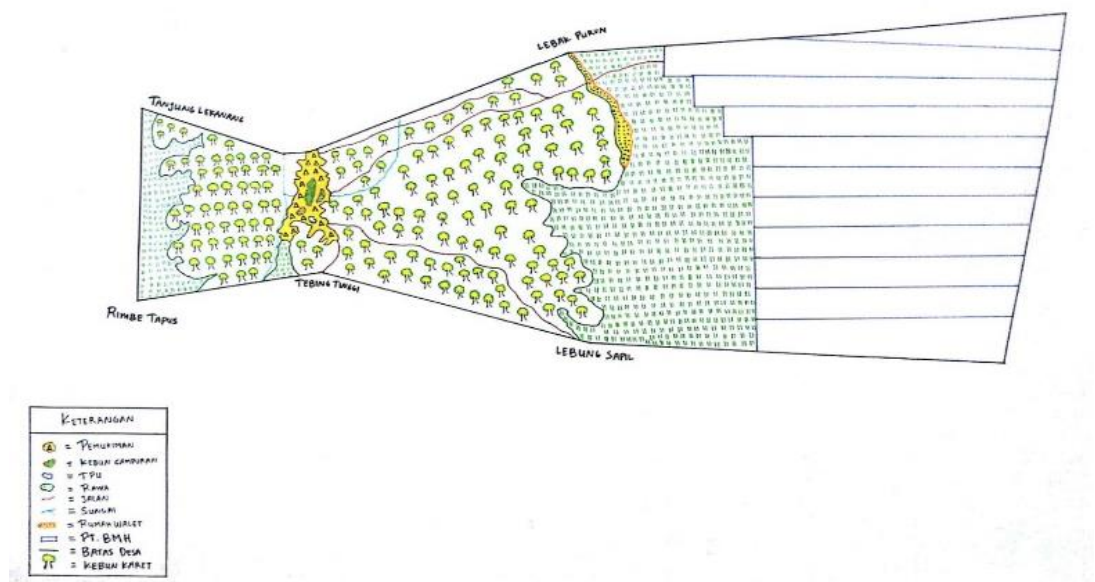 LEBAK PURUN
TANJUNG LEKANANG
TEBING TINGGI
RIMBE TAPUS
LEBUNG SAPIL
KETERANGAN
= PEMUKIMAN
= KEBUN CAMPURAN
= TPU
= RAWA
= JALAN
= SUNGAI
= RUMAH WALET
= PT. BMH
= BATAS DESA
= KEBUN KARET